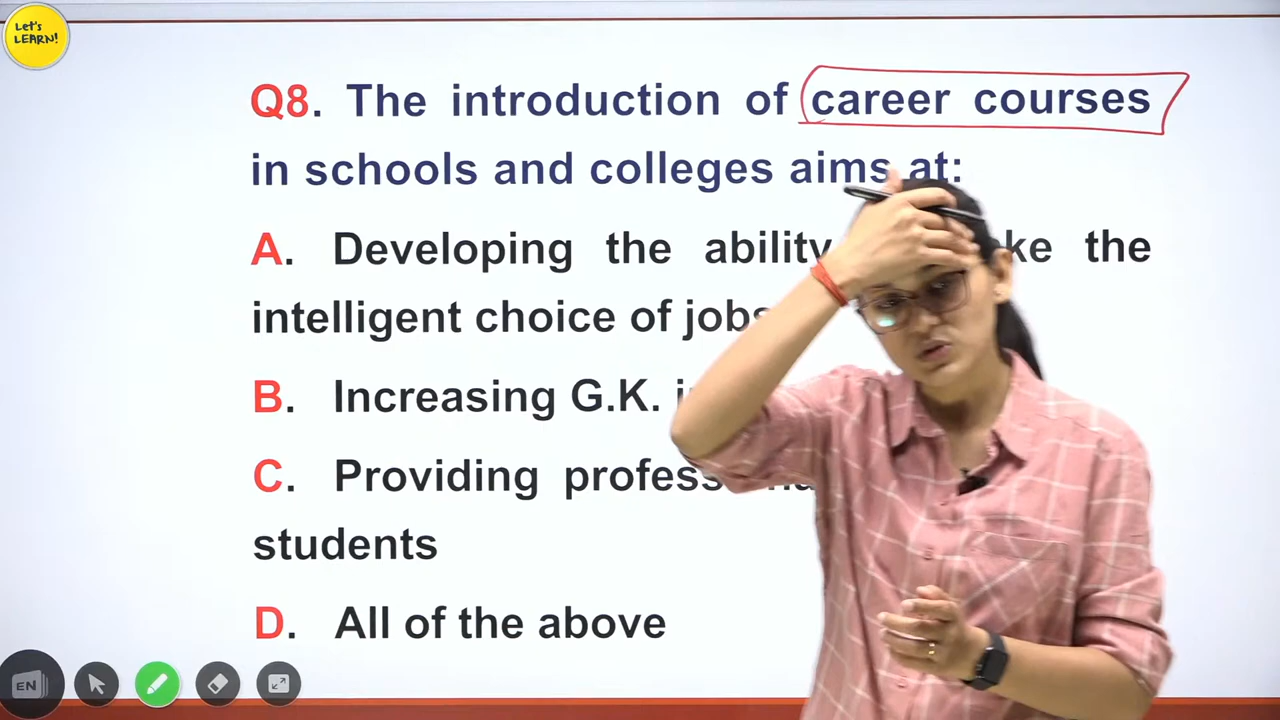 Let's
LEARN!
Q8. The introduction of career courses
in schools and colleges aims at:
A. Developing the ability the
intelligent choice of jobs
B. Increasing G.K.
C. Providing
students
D. All of the above
EN